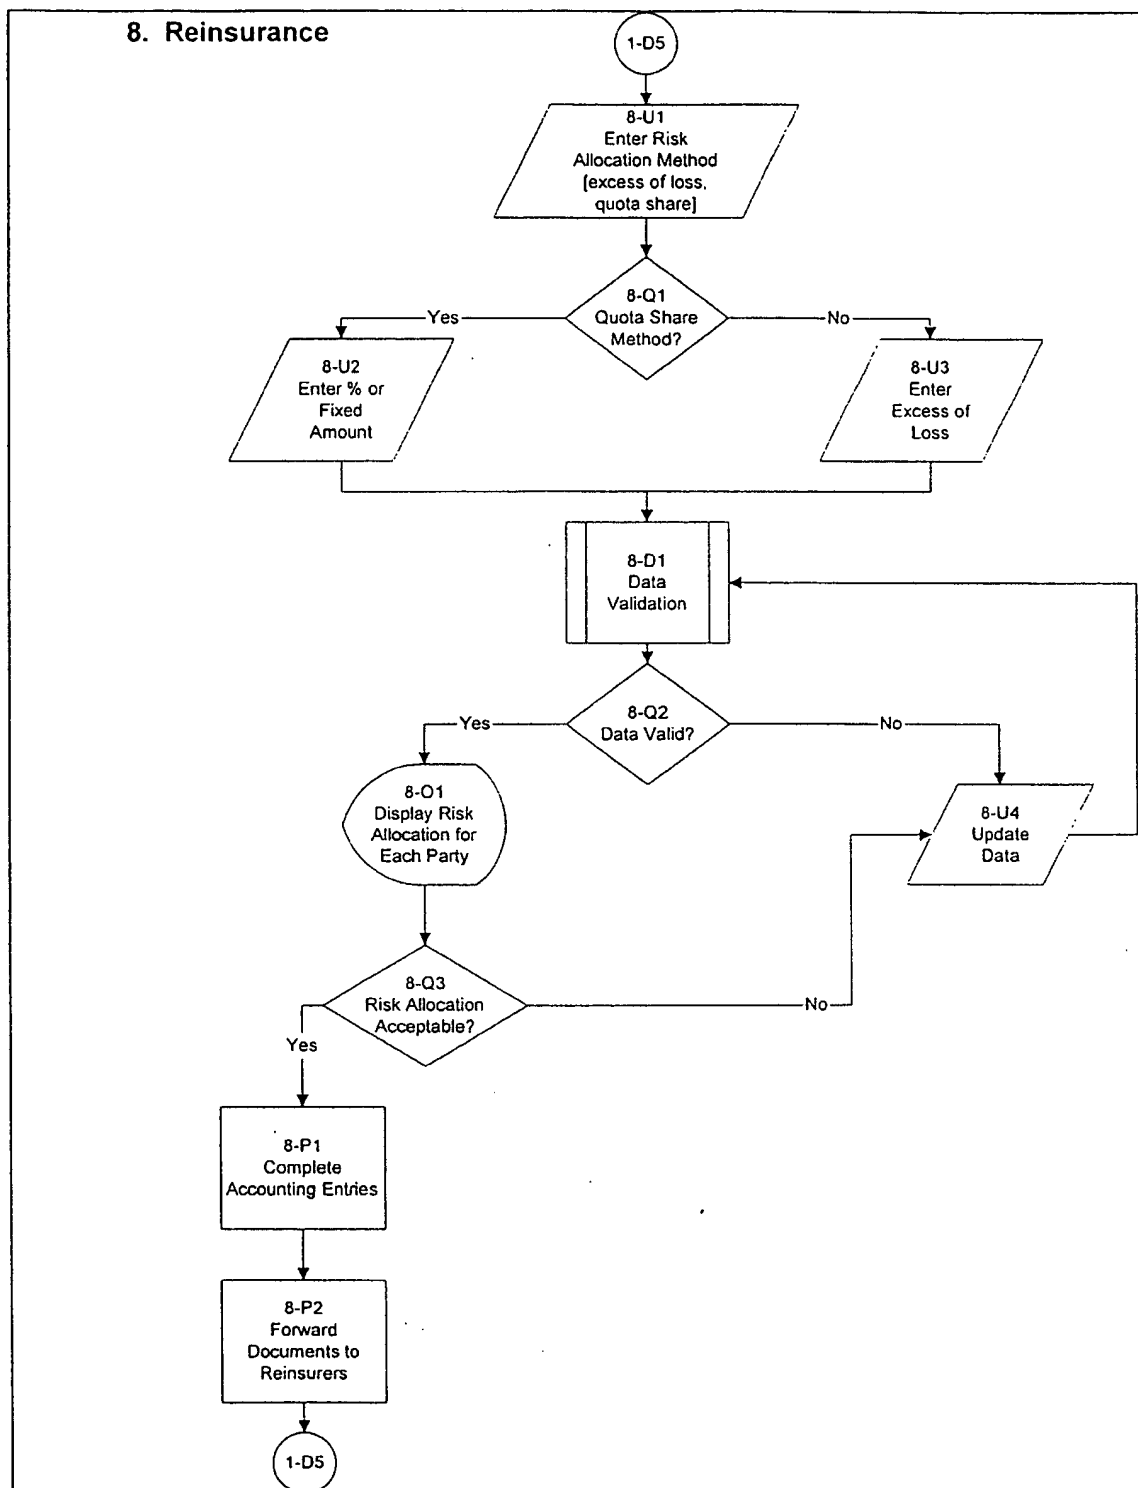 8. Reinsurance
1-D5
8-U1
Enter Risk
Allocation Method
[excess of loss,
quota share]
8-Q1
Quota Share
Method?
Yes
No
8-U2
Enter % or
Fixed
Amount
8-U3
Enter
Excess of
Loss
8-D1
Data
Validation
8-Q2
Data Valid?
Yes
No
8-O1
Display Risk
Allocation for
Each Party
8-U4
Update
Data
8-Q3
Risk Allocation
Acceptable?
No
Yes
8-P1
Complete
Accounting Entries
8-P2
Forward
Documents to
Reinsurers
1-D5